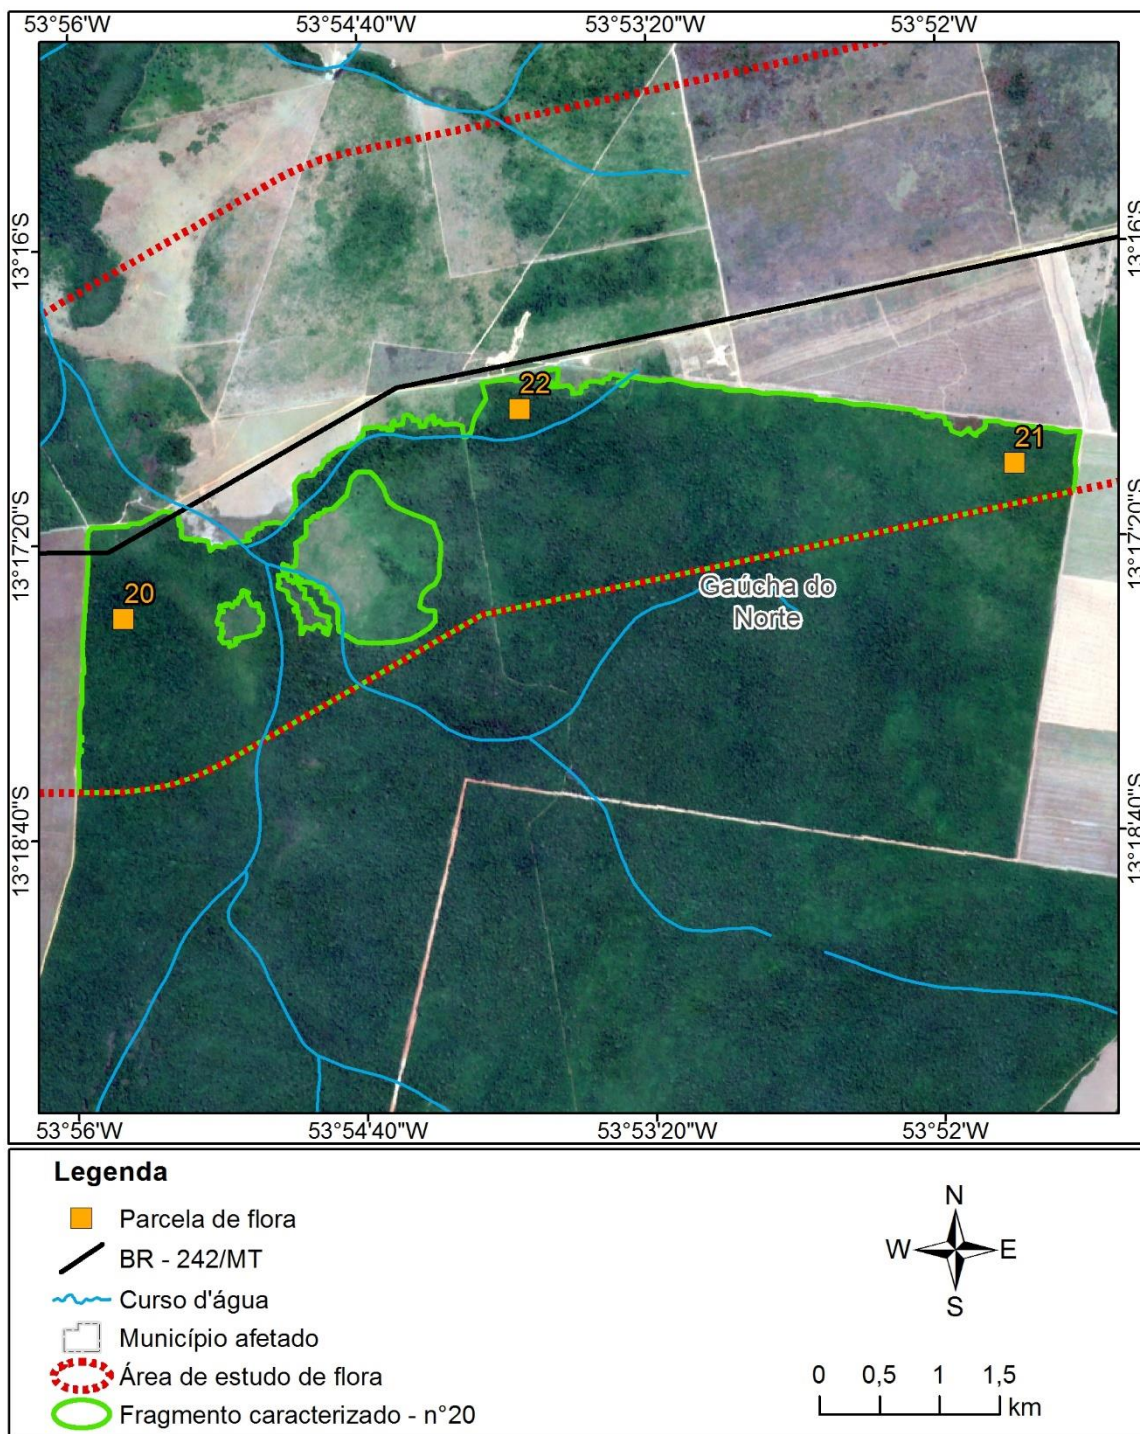 53°56'W 53°54'40"W 53°53'20"W 53°52'W
13°16'S
13°16'S
22
21
13°17'20"S
13°17'20"S
20
Gaúcha do
Norte
13°18'40"S
13°18'40"S
53°56'W 53°54'40"W 53°53'20"W 53°52'W
Legenda
Parcela de flora
BR - 242/MT
Curso d'água
Município afetado
Área de estudo de flora
Fragmento caracterizado - n°20
N
W E
S
0 0,5 1 1,5
km